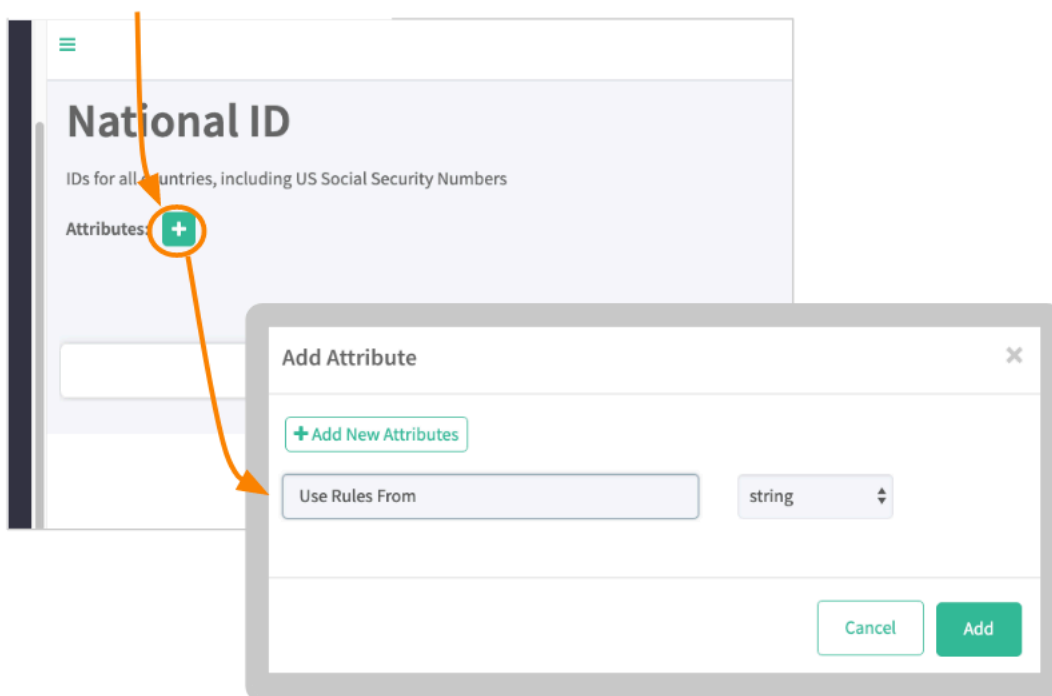 National ID
IDs for all countries, including US Social Security Numbers
Attributes:
Add Attribute
+ Add New Attributes
Use Rules From
string
Cancel
Add